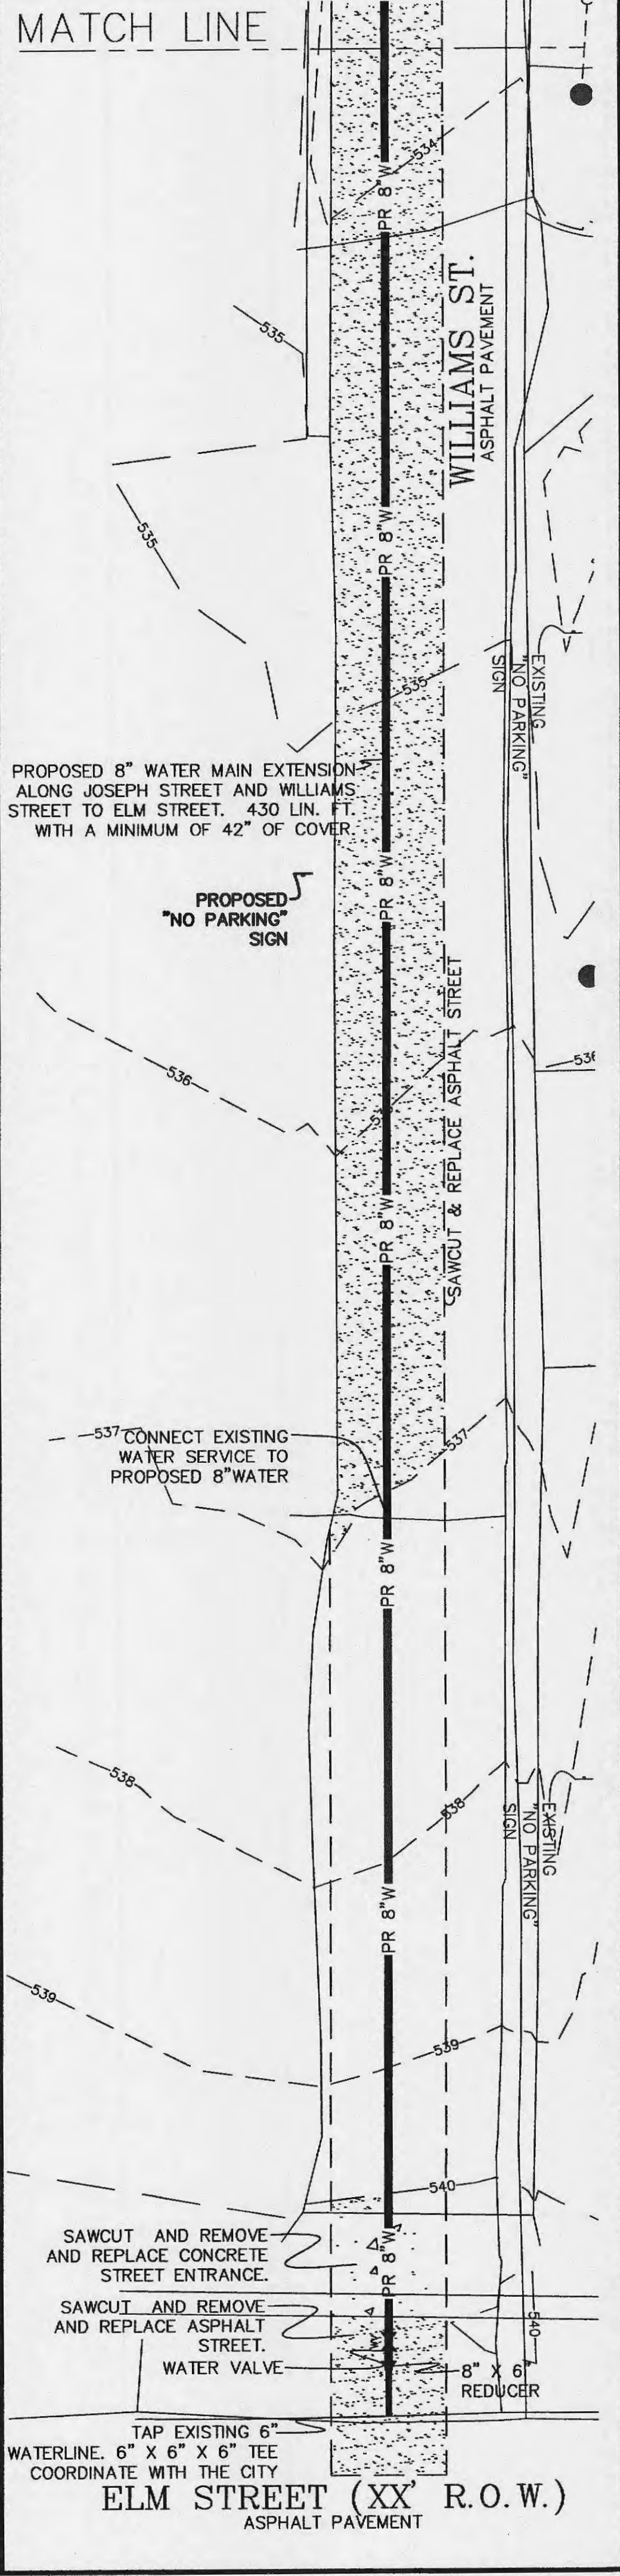 MATCH LINE
534
PR 8"W
WILLIAMS ST.
ASPHALT PAVEMENT
535
PR 8"W
535
535
EXISTING
"NO PARKING"
SIGN
PROPOSED 8" WATER MAIN EXTENSION
ALONG JOSEPH STREET AND WILLIAMS
STREET TO ELM STREET. 430 LIN. FT.
WITH A MINIMUM OF 42" OF COVER.
PR 8"W
PROPOSED
"NO PARKING"
SIGN
SAWCUT & REPLACE ASPHALT STREET
536
536
PR 8"W
537
CONNECT EXISTING
WATER SERVICE TO
PROPOSED 8"WATER
537
PR 8"W
538
538
EXISTING
"NO PARKING"
SIGN
PR 8"W
539
539
540
SAWCUT AND REMOVE
AND REPLACE CONCRETE
STREET ENTRANCE.
PR 8"W
SAWCUT AND REMOVE
AND REPLACE ASPHALT
STREET.
540
WATER VALVE
8" X 6"
REDUCER
TAP EXISTING 6"
WATERLINE. 6" X 6" X 6" TEE
COORDINATE WITH THE CITY
ELM STREET (XX' R.O.W.)
ASPHALT PAVEMENT